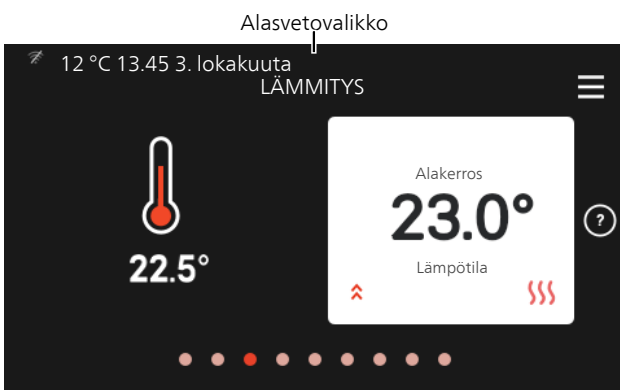 Alasvetovalikko
12 °C 13.45 3. lokakuuta
LÄMMITYS
Alakerros
23.0°
?
22.5°
Lämpötila